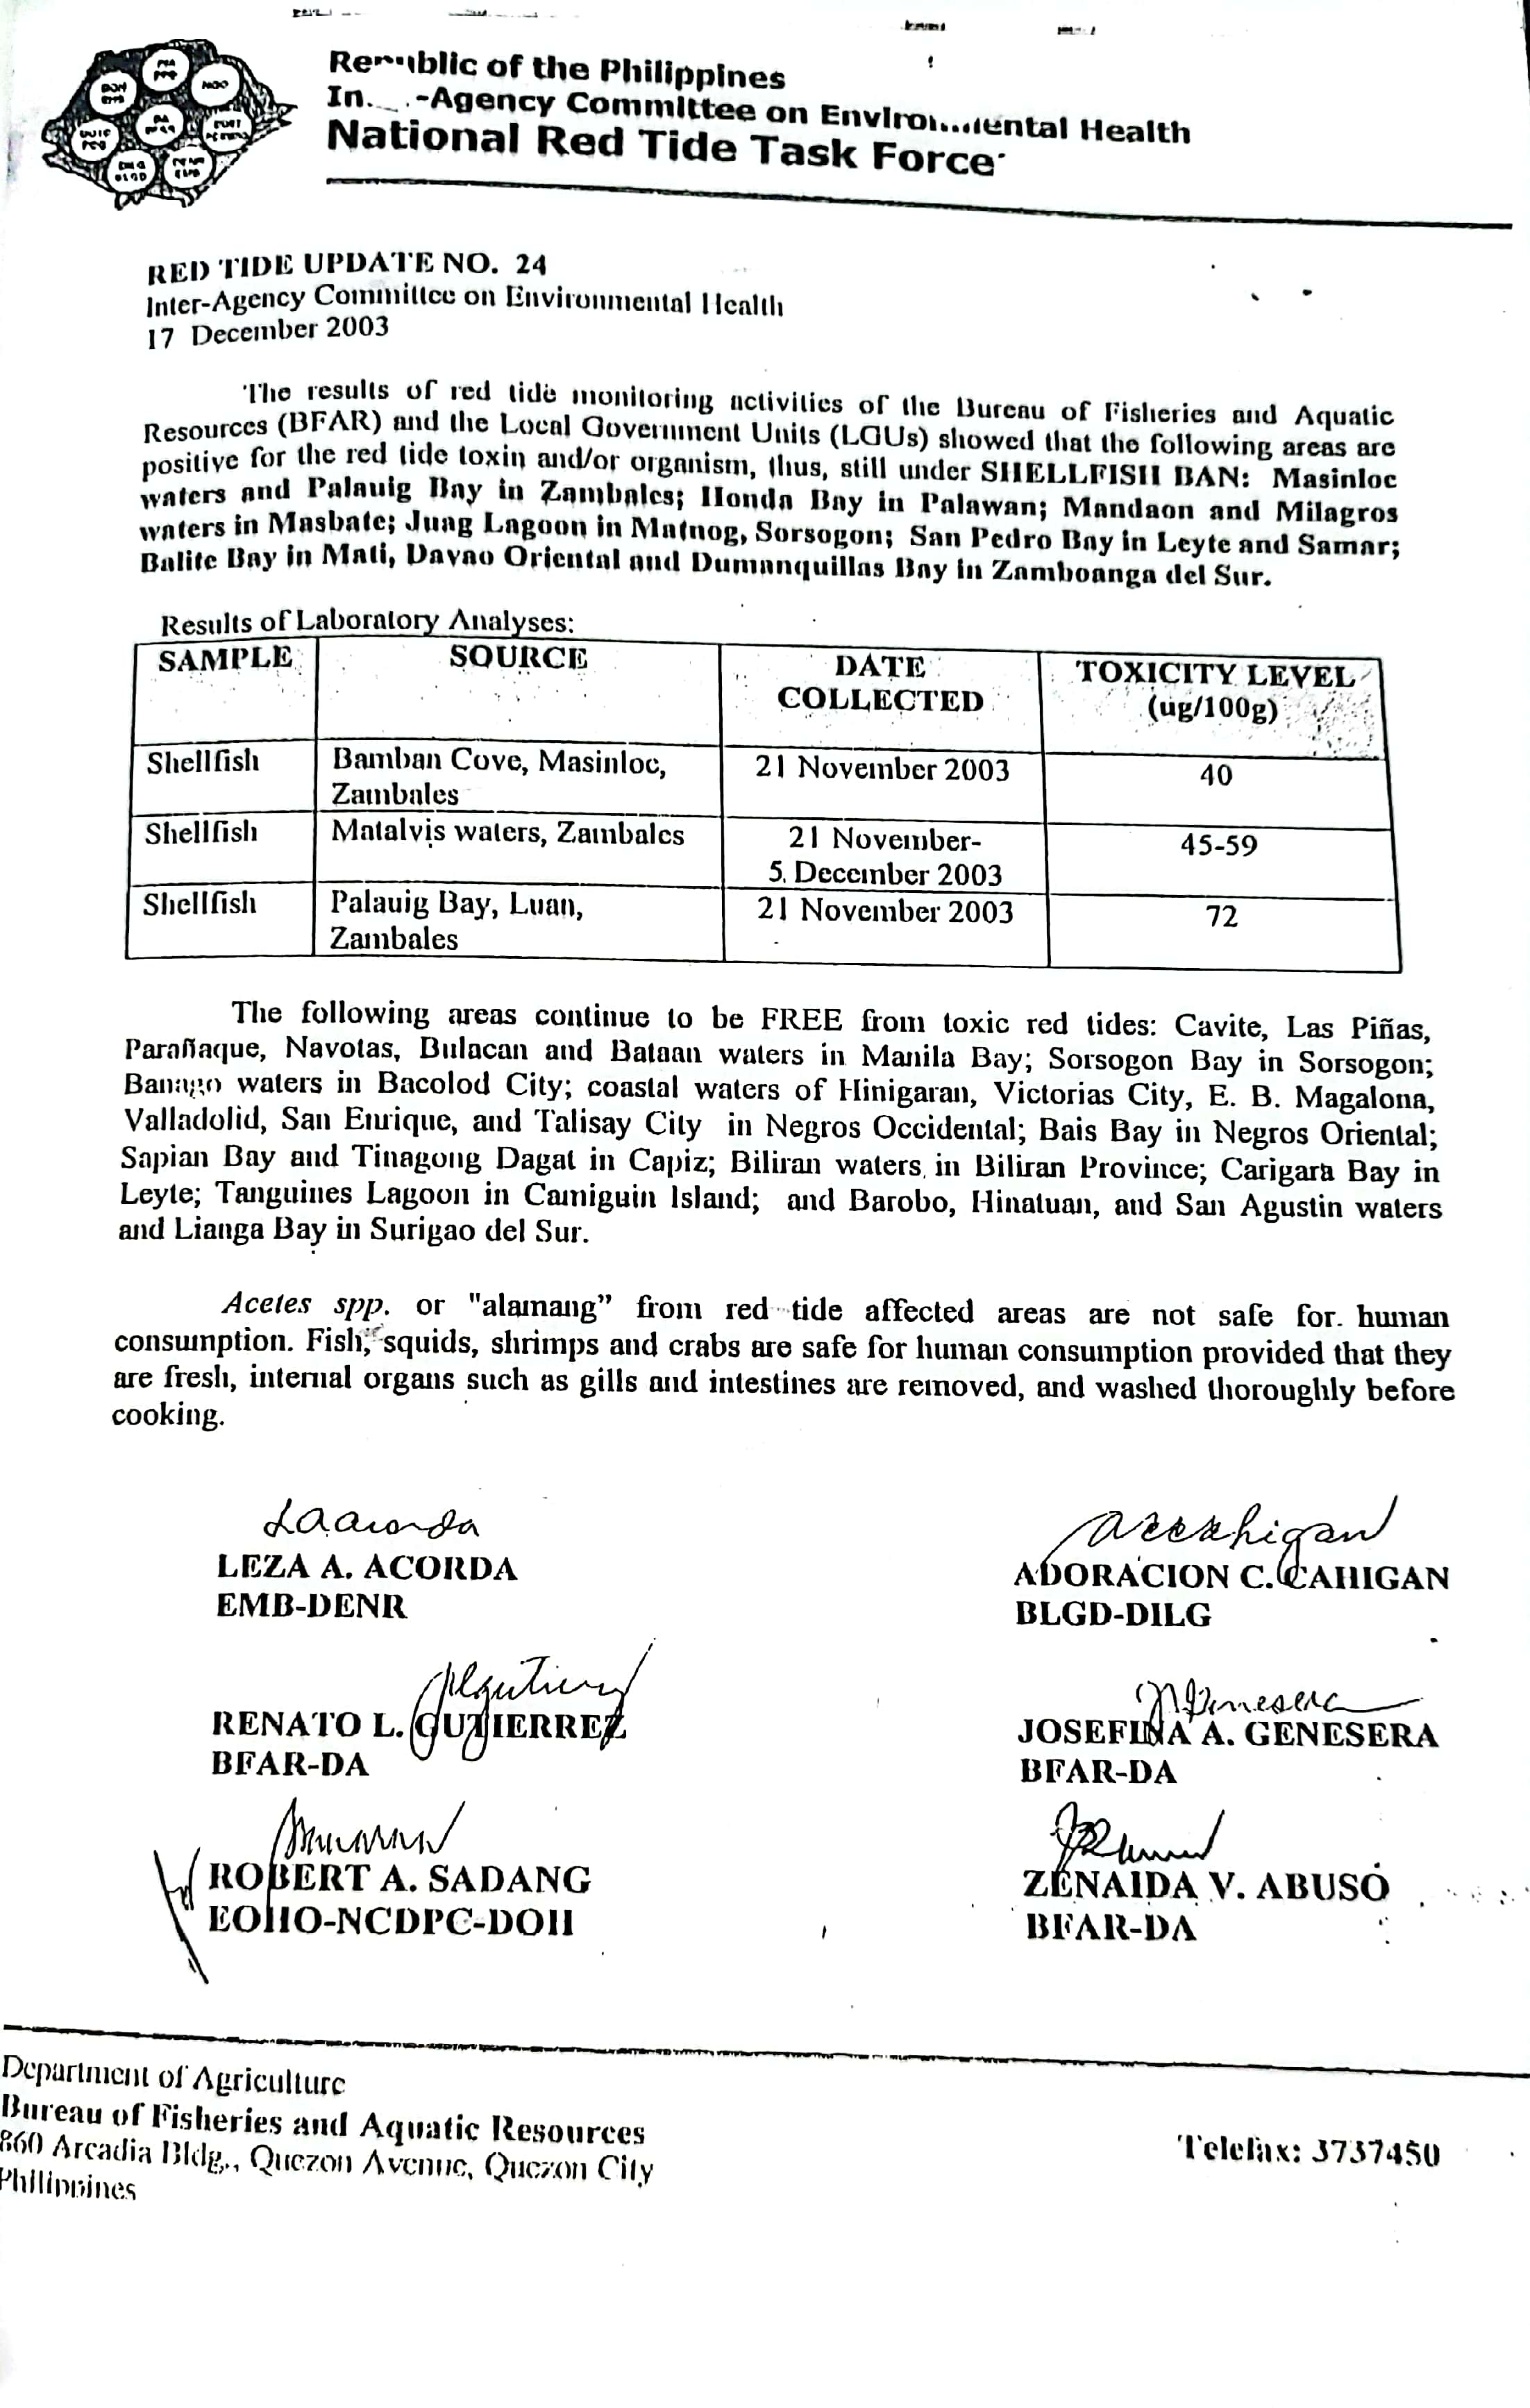 Republic of the Philippines
Inter-Agency Committee on Environmental Health
National Red Tide Task Force
RED TIDE UPDATE NO. 24
Inter-Agency Committee on Environmental Health
17 December 2003
The results of red tide monitoring activities of the Bureau of Fisheries and Aquatic
Resources (BFAR) and the Local Government Units (LGUs) showed that the following areas are
positive for the red tide toxin and/or organism, thus, still under SHELLFISH BAN: Masinloc
waters and Palauig Bay in Zambales; Honda Bay in Palawan; Mandaon and Milagros
waters in Masbate; Juag Lagoon in Matnog, Sorsogon; San Pedro Bay in Leyte and Samar;
Balite Bay in Mati, Davao Oriental and Dumanquillas Bay in Zamboanga del Sur.
Results of Laboratory Analyses:
SAMPLE SOURCE DATE COLLECTED TOXICITY LEVEL (ug/100g)
Shellfish Bamban Cove, Masinloc, Zambales 21 November 2003 40
Shellfish Matalvis waters, Zambales 21 November- 5, December 2003 45-59
Shellfish Palauig Bay, Luan, Zambales 21 November 2003 72
The following areas continue to be FREE from toxic red tides: Cavite, Las Piñas,
Parañaque, Navotas, Bulacan and Bataan waters in Manila Bay; Sorsogon Bay in Sorsogon;
Banago waters in Bacolod City; coastal waters of Hinigaran, Victorias City, E. B. Magalona,
Valladolid, San Enrique, and Talisay City in Negros Occidental; Bais Bay in Negros Oriental;
Sapian Bay and Tinagong Dagat in Capiz; Biliran waters in Biliran Province; Carigara Bay in
Leyte; Tanguines Lagoon in Camiguin Island; and Barobo, Hinatuan, and San Agustin waters
and Lianga Bay in Surigao del Sur.
Acetes spp. or "alamang" from red tide affected areas are not safe for human
consumption. Fish, squids, shrimps and crabs are safe for human consumption provided that they
are fresh, internal organs such as gills and intestines are removed, and washed thoroughly before
cooking.
LEZA A. ACORDA
EMB-DENR
ADORACION C. CAHIGAN
BLGD-DILG
RENATO L. GUTIERREZ
BFAR-DA
JOSEFINA A. GENESERA
BFAR-DA
ROBERT A. SADANG
EOHO-NCDPC-DOH
ZENAIDA V. ABUSO
BFAR-DA
Department of Agriculture
Bureau of Fisheries and Aquatic Resources
860 Arcadia Bldg., Quezon Avenue, Quezon City
Philippines
Telefax: 3737450